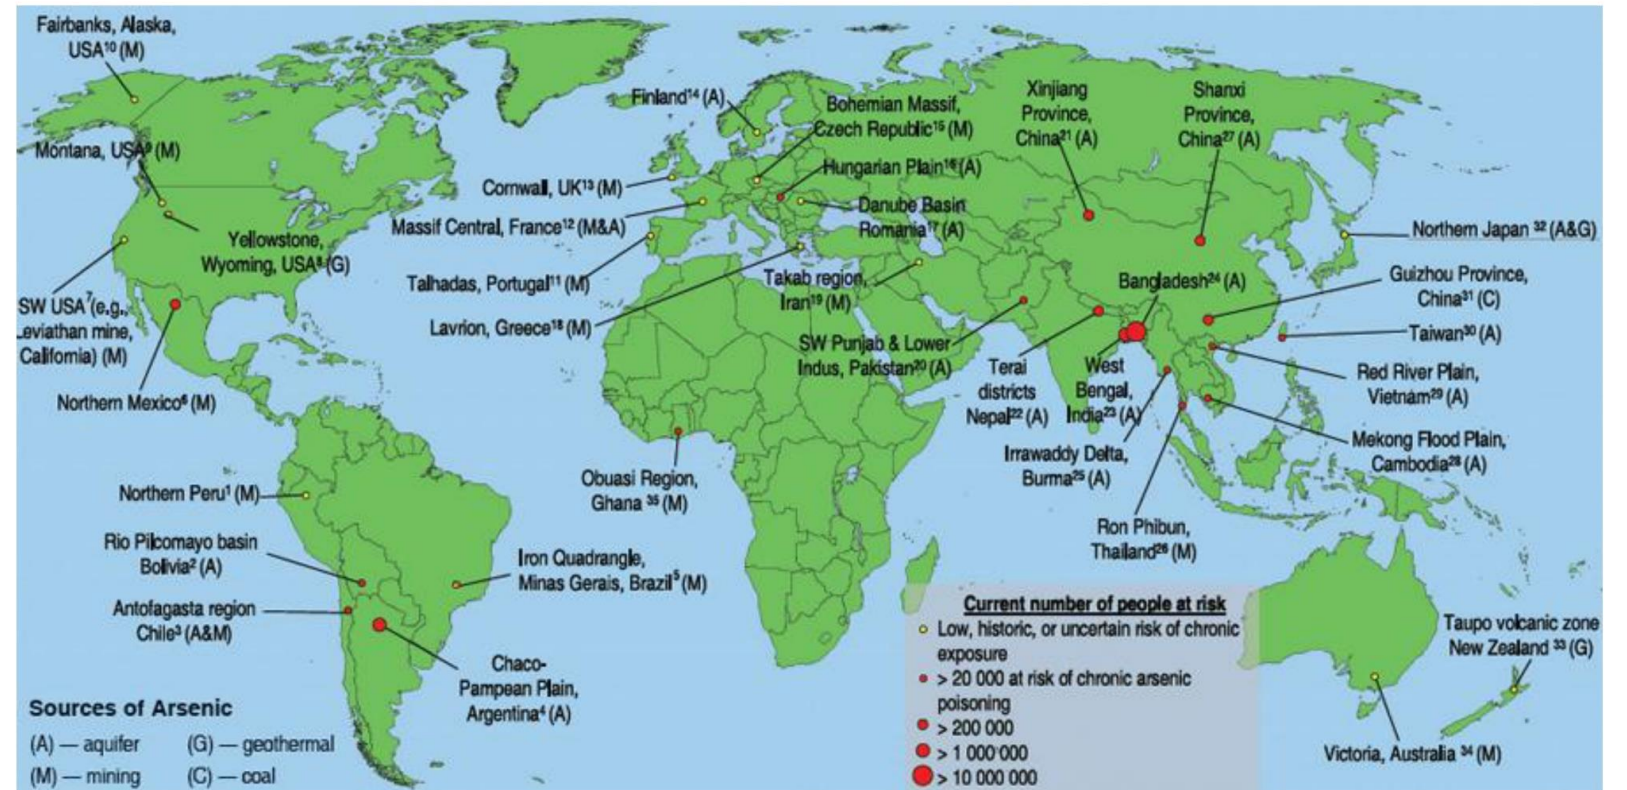 Fairbanks, Alaska,
USA¹⁰ (M)
Montana, USA⁹ (M)
Yellowstone,
Wyoming, USA⁸ (G)
SW USA⁷ (e.g.,
Leviathan mine,
California) (M)
Northern Mexico⁶ (M)
Northern Peru¹ (M)
Rio Pilcomayo basin
Bolivia² (A)
Antofagasta region
Chile³ (A&M)
Chaco-
Pampean Plain,
Argentina⁴ (A)
Iron Quadrangle,
Minas Gerais, Brazil⁵ (M)
Finland¹⁴ (A)
Bohemian Massif,
Czech Republic¹⁵ (M)
Hungarian Plain¹⁶ (A)
Cornwall, UK¹³ (M)
Massif Central, France¹² (M&A)
Danube Basin
Romania¹⁷ (A)
Talhadas, Portugal¹¹ (M)
Lavrion, Greece¹⁸ (M)
Takab region,
Iran¹⁹ (M)
SW Punjab & Lower
Indus, Pakistan²⁰ (A)
Obuasi Region,
Ghana ³⁵ (M)
Xinjiang
Province,
China²¹ (A)
Shanxi
Province,
China²⁷ (A)
Northern Japan ³² (A&G)
Bangladesh²⁴ (A)
Guizhou Province,
China³¹ (C)
Taiwan³⁰ (A)
Terai
districts
Nepal²² (A)
West
Bengal,
India²³ (A)
Red River Plain,
Vietnam²⁹ (A)
Irrawaddy Delta,
Burma²⁵ (A)
Mekong Flood Plain,
Cambodia²⁸ (A)
Ron Phibun,
Thailand²⁶ (M)
Taupo volcanic zone
New Zealand ³³ (G)
Victoria, Australia ³⁴ (M)
Sources of Arsenic
(A) — aquifer (G) — geothermal
(M) — mining (C) — coal
Current number of people at risk
Low, historic, or uncertain risk of chronic
exposure
> 20 000 at risk of chronic arsenic
poisoning
> 200 000
> 1 000 000
> 10 000 000